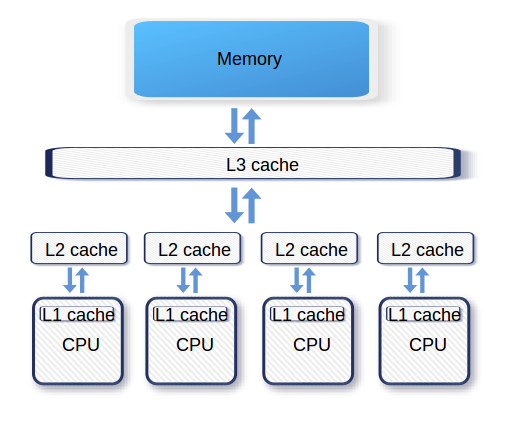 Memory
L3 cache
L2 cache L2 cache L2 cache L2 cache
L1 cache L1 cache L1 cache L1 cache
CPU CPU CPU CPU